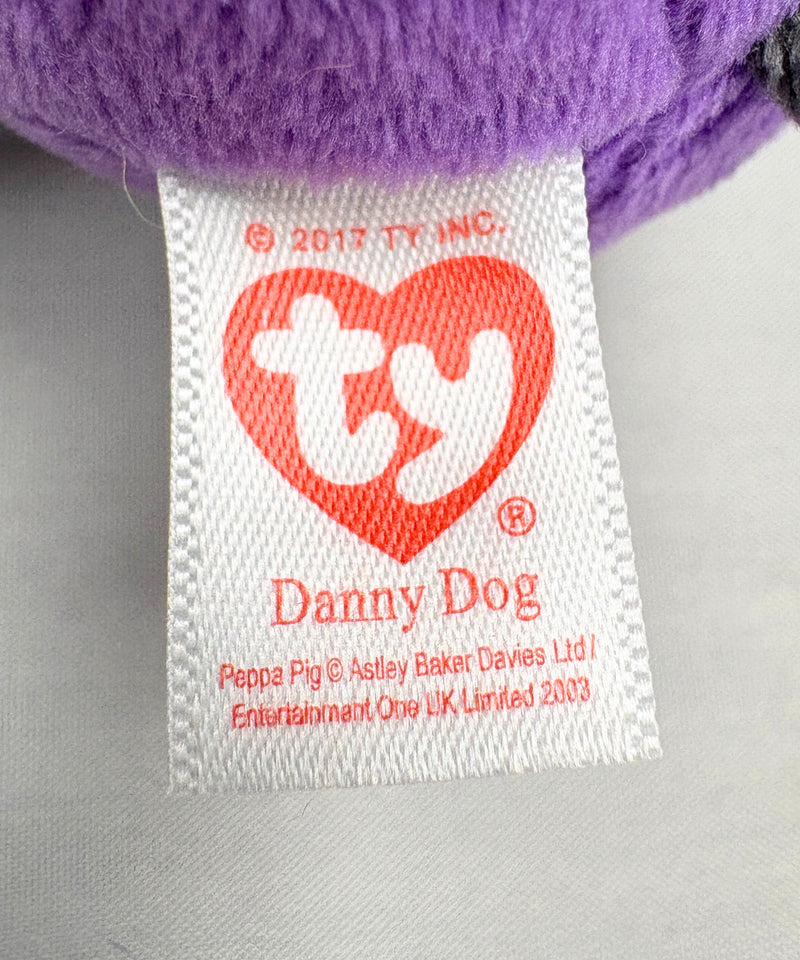 © 2017 TY INC.
ty
®
Danny Dog
Peppa Pig © Astley Baker Davies Ltd /
Entertainment One UK Limited 2003